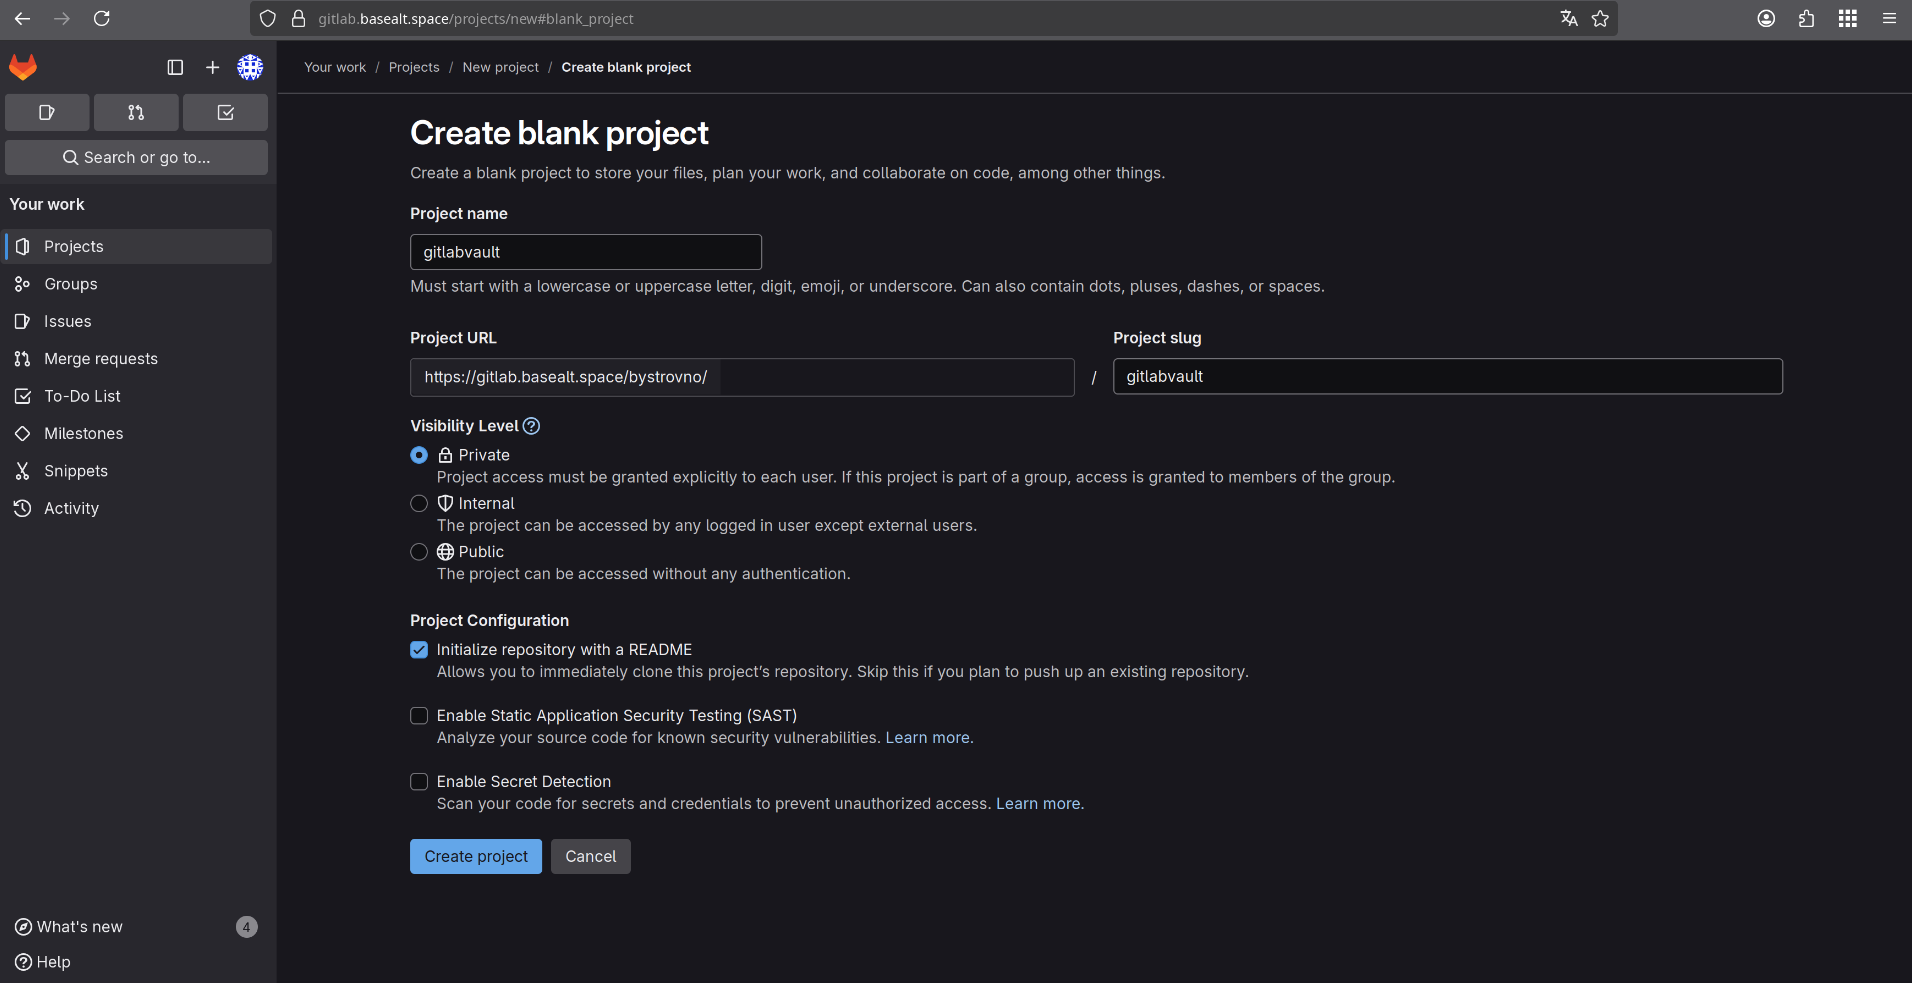 gitlab.basealt.space/projects/new#blank_project
Your work / Projects / New project / Create blank project
Search or go to...
Your work
Projects
Groups
Issues
Merge requests
To-Do List
Milestones
Snippets
Activity
What's new 4
Help
Create blank project
Create a blank project to store your files, plan your work, and collaborate on code, among other things.
Project name
gitlabvault
Must start with a lowercase or uppercase letter, digit, emoji, or underscore. Can also contain dots, pluses, dashes, or spaces.
Project URL
https://gitlab.basealt.space/bystrovno/
/
Project slug
gitlabvault
Visibility Level
Private
Project access must be granted explicitly to each user. If this project is part of a group, access is granted to members of the group.
Internal
The project can be accessed by any logged in user except external users.
Public
The project can be accessed without any authentication.
Project Configuration
Initialize repository with a README
Allows you to immediately clone this project’s repository. Skip this if you plan to push up an existing repository.
Enable Static Application Security Testing (SAST)
Analyze your source code for known security vulnerabilities. Learn more.
Enable Secret Detection
Scan your code for secrets and credentials to prevent unauthorized access. Learn more.
Create project
Cancel